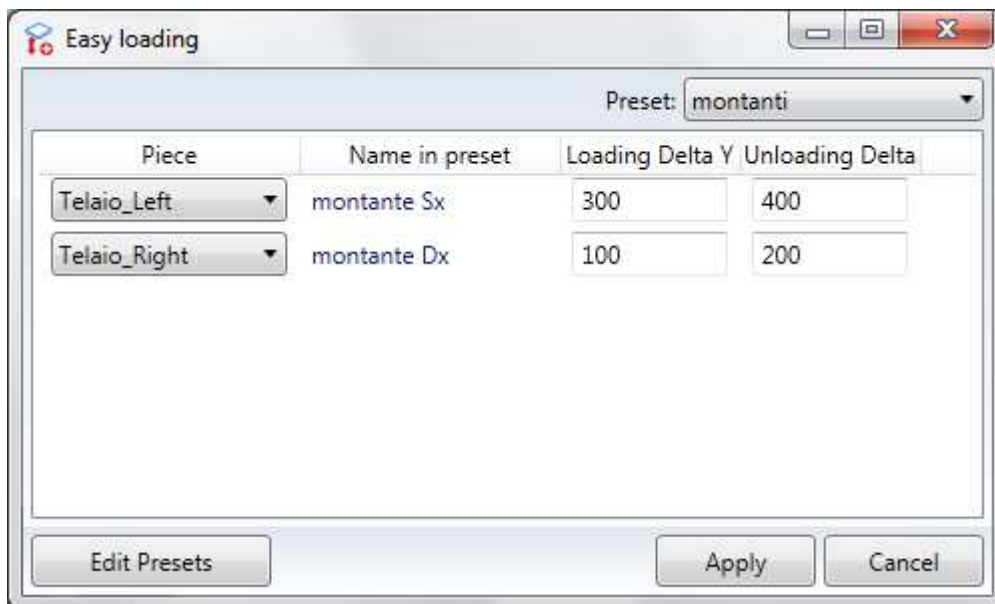 Easy loading
Preset: montanti
Piece Name in preset Loading Delta Y Unloading Delta
Telaio_Left montante Sx 300 400
Telaio_Right montante Dx 100 200
Edit Presets Apply Cancel